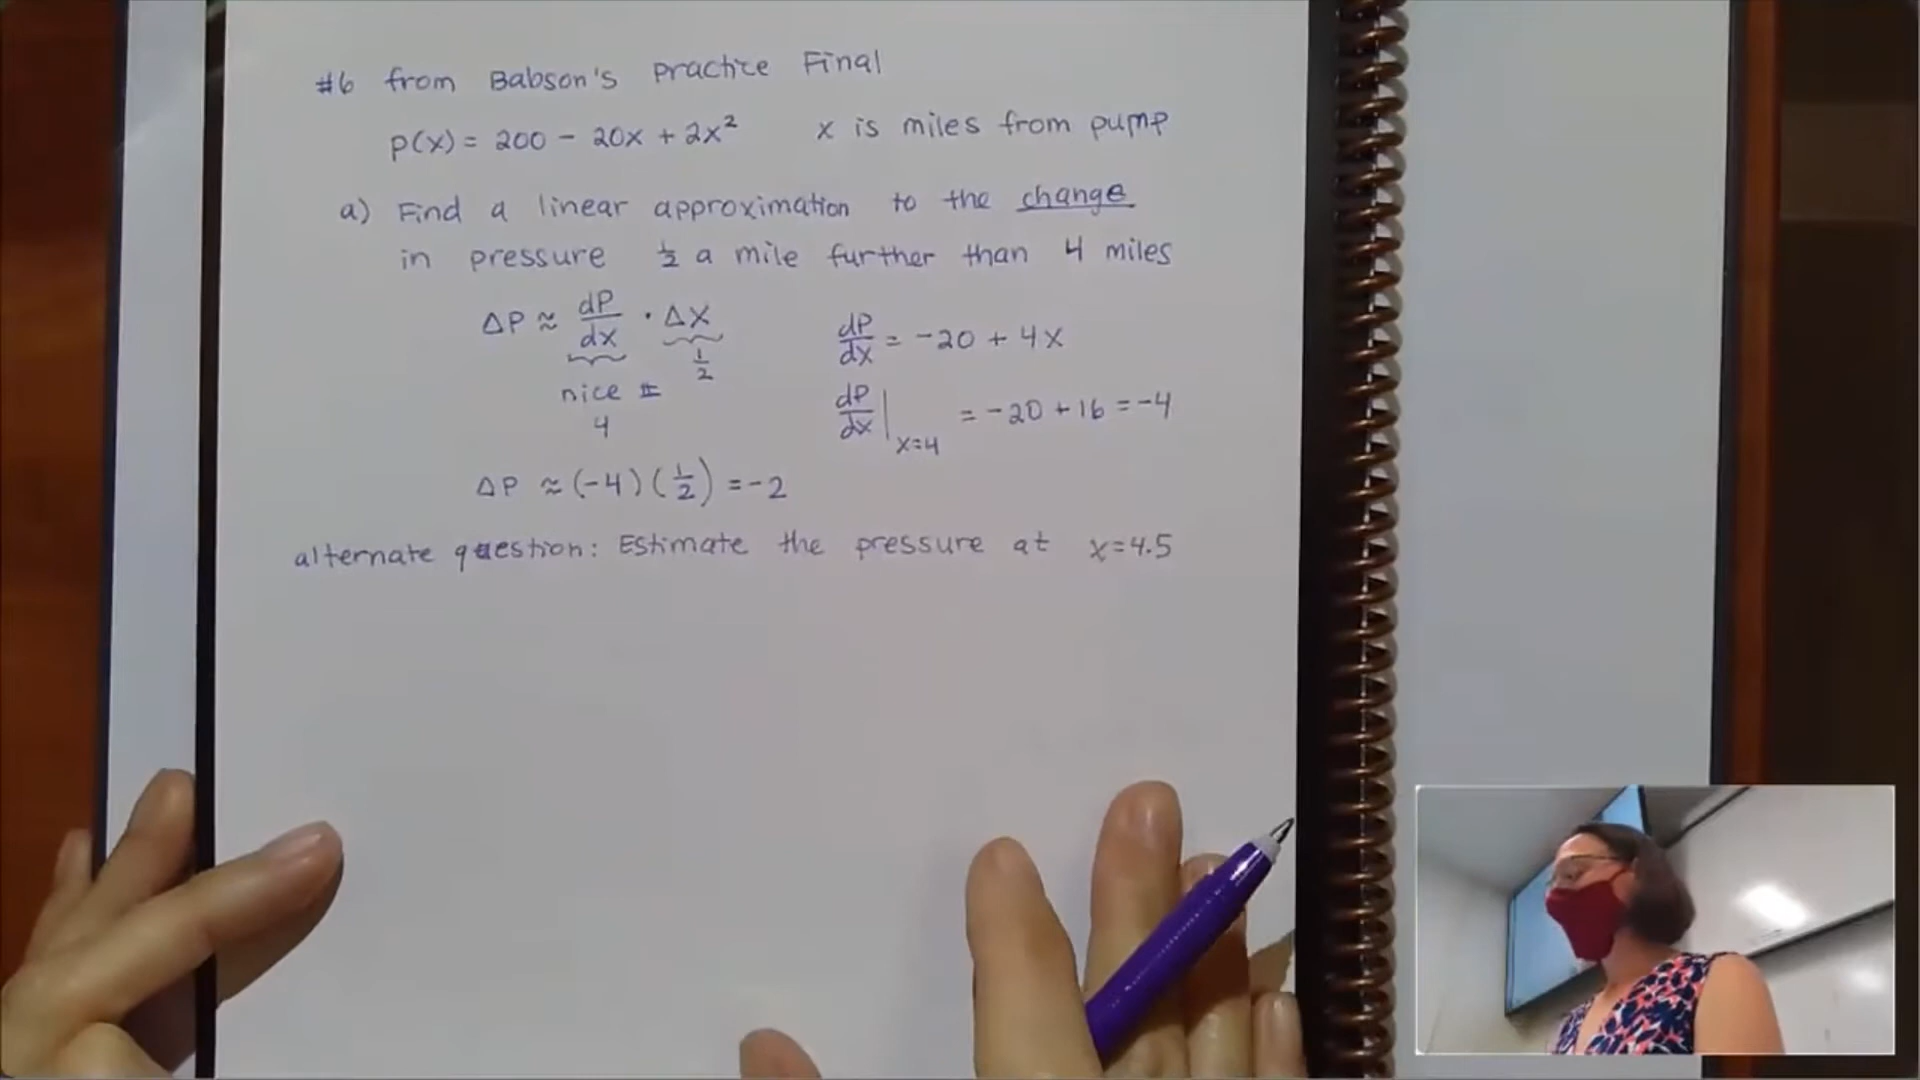 #6 from Babson's Practice Final
P(x) = 200 - 20x + 2x² x is miles from pump
a) Find a linear approximation to the change
in pressure ½ a mile further than 4 miles
ΔP ≈ dP/dx · Δx
1/2
nice #
4
dP/dx = -20 + 4x
dP/dx |x=4 = -20 + 16 = -4
ΔP ≈ (-4)(1/2) = -2
alternate question: Estimate the pressure at x=4.5